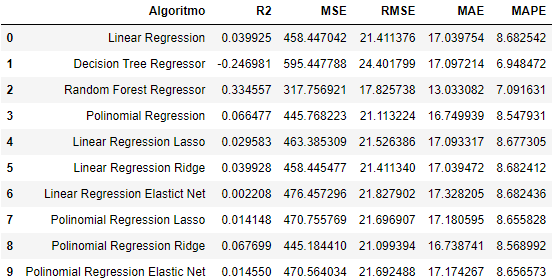 Algoritmo R2 MSE RMSE MAE MAPE
0 Linear Regression 0.039925 458.447042 21.411376 17.039754 8.682542
1 Decision Tree Regressor -0.246981 595.447788 24.401799 17.097214 6.948472
2 Random Forest Regressor 0.334557 317.756921 17.825738 13.033082 7.091631
3 Polinomial Regression 0.066477 445.768223 21.113224 16.749939 8.547931
4 Linear Regression Lasso 0.029583 463.385309 21.526386 17.093317 8.677305
5 Linear Regression Ridge 0.039928 458.445477 21.411340 17.039472 8.682412
6 Linear Regression Elastict Net 0.002208 476.457296 21.827902 17.328205 8.682436
7 Polinomial Regression Lasso 0.014148 470.755769 21.696907 17.180595 8.655828
8 Polinomial Regression Ridge 0.067699 445.184410 21.099394 16.738741 8.568992
9 Polinomial Regression Elastic Net 0.014550 470.564034 21.692488 17.174267 8.656573